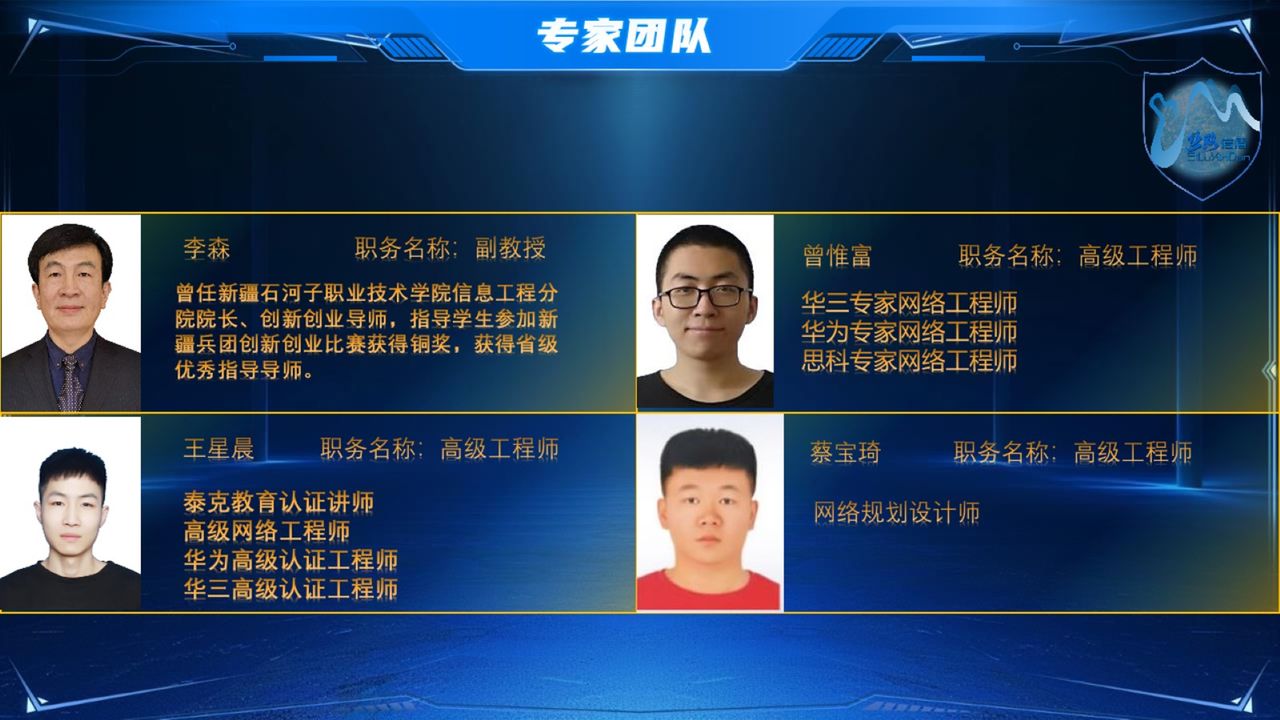 专家团队
丝路信盾
SILUXINDun
李森
职务名称：副教授
曾任新疆石河子职业技术学院信息工程分
院院长、创新创业导师，指导学生参加新
疆兵团创新创业比赛获得铜奖，获得省级
优秀指导导师。
曾惟富
职务名称：高级工程师
华三专家网络工程师
华为专家网络工程师
思科专家网络工程师
王星晨
职务名称：高级工程师
泰克教育认证讲师
高级网络工程师
华为高级认证工程师
华三高级认证工程师
蔡宝琦
职务名称：高级工程师
网络规划设计师